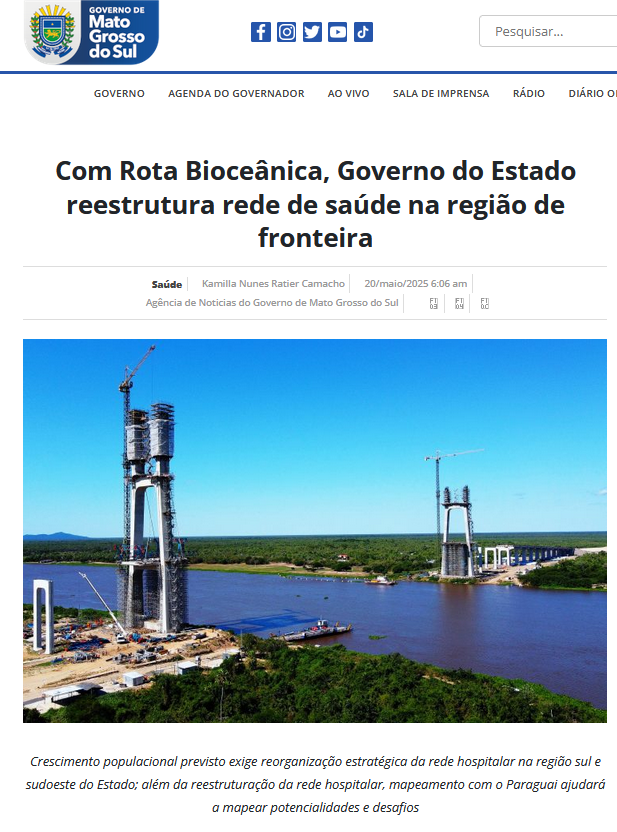 GOVERNO DE
Mato
Grosso
do Sul
Pesquisar...
GOVERNO AGENDA DO GOVERNADOR AO VIVO SALA DE IMPRENSA RÁDIO DIÁRIO
Com Rota Bioceânica, Governo do Estado
reestrutura rede de saúde na região de
fronteira
Saúde Kamilla Nunes Ratier Camacho 20/maio/2025 6:06 am
Agência de Noticias do Governo de Mato Grosso do Sul
Crescimento populacional previsto exige reorganização estratégica da rede hospitalar na região sul e
sudoeste do Estado; além da reestruturação da rede hospitalar, mapeamento com o Paraguai ajudará
a mapear potencialidades e desafios